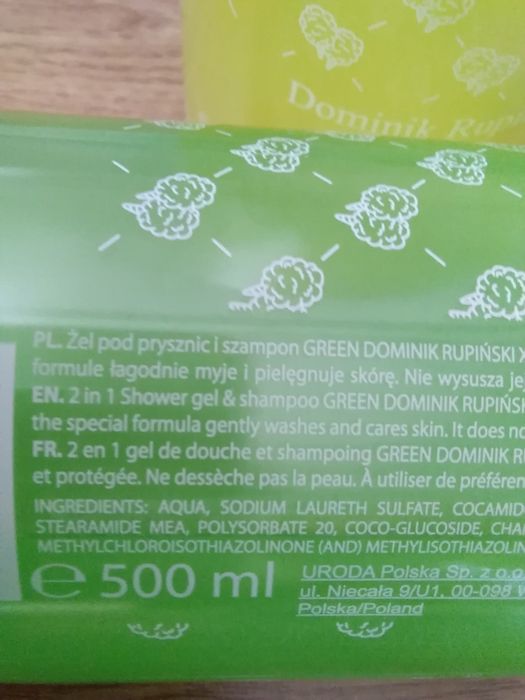 Dominik
PL. Żel pod prysznic i szampon GREEN DOMINIK RUPIŃSKI X
formule łagodnie myje i pielęgnuje skórę. Nie wysusza je
EN. 2 in 1 Shower gel & shampoo GREEN DOMINIK RUPIŃSK
the special formula gently washes and cares skin. It does no
FR. 2 en 1 gel de douche et shampoing GREEN DOMINIK R
et protégée. Ne dessèche pas la peau. À utiliser de préféren
INGREDIENTS: AQUA, SODIUM LAURETH SULFATE, COCAMID
STEARAMIDE MEA, POLYSORBATE 20, COCO-GLUCOSIDE, CHA
METHYLCHLOROISOTHIAZOLINONE (AND) METHYLISOTHIAZOLIN
e 500 ml
URODA Polska Sp. z o.o.
ul. Niecała 9/U1, 00-098 W
Polska/Poland